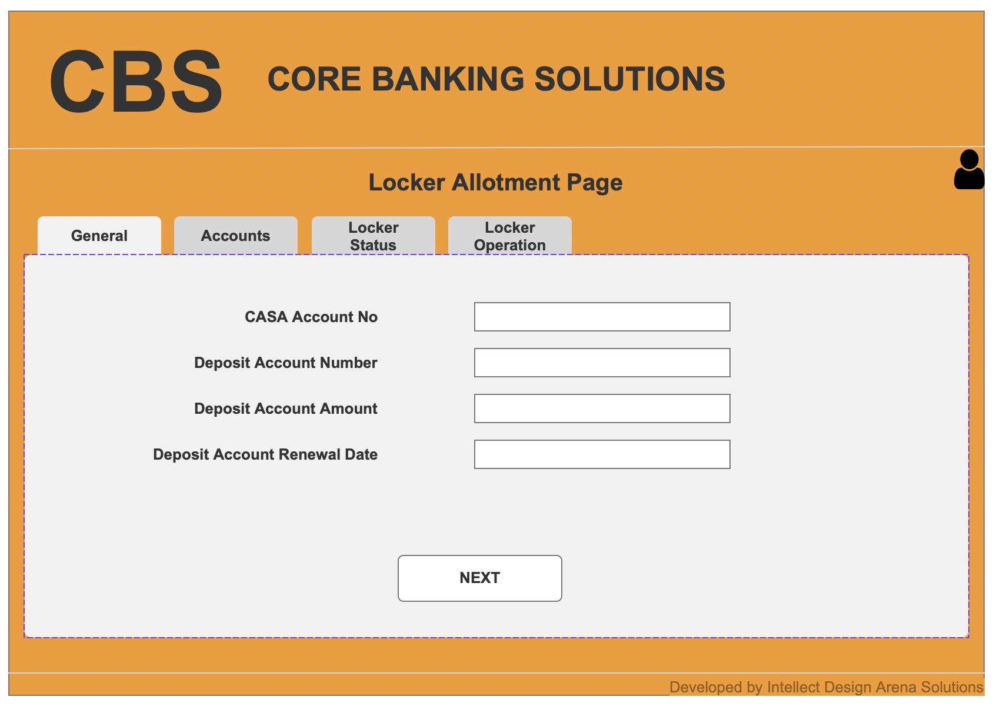 CBS
CORE BANKING SOLUTIONS
Locker Allotment Page
General
Accounts
Locker
Status
Locker
Operation
CASA Account No
Deposit Account Number
Deposit Account Amount
Deposit Account Renewal Date
NEXT
Developed by Intellect Design Arena Solutions